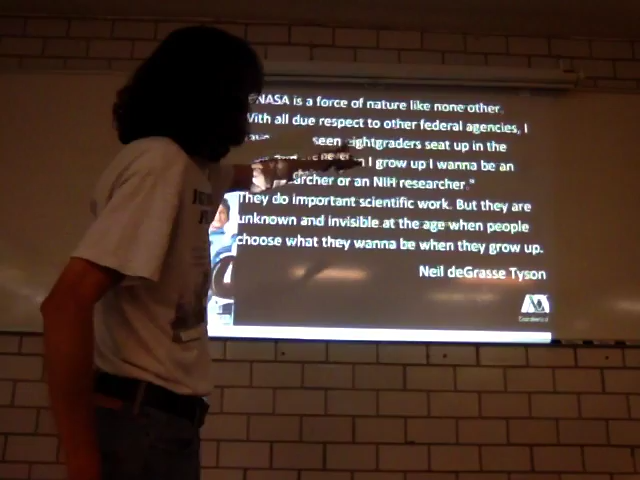 NASA is a force of nature like none other.
With all due respect to other federal agencies, I
seen eightgraders seat up in the
I grow up I wanna be an
archer or an NIH researcher."
They do important scientific work. But they are
unknown and invisible at the age when people
choose what they wanna be when they grow up.
Neil deGrasse Tyson